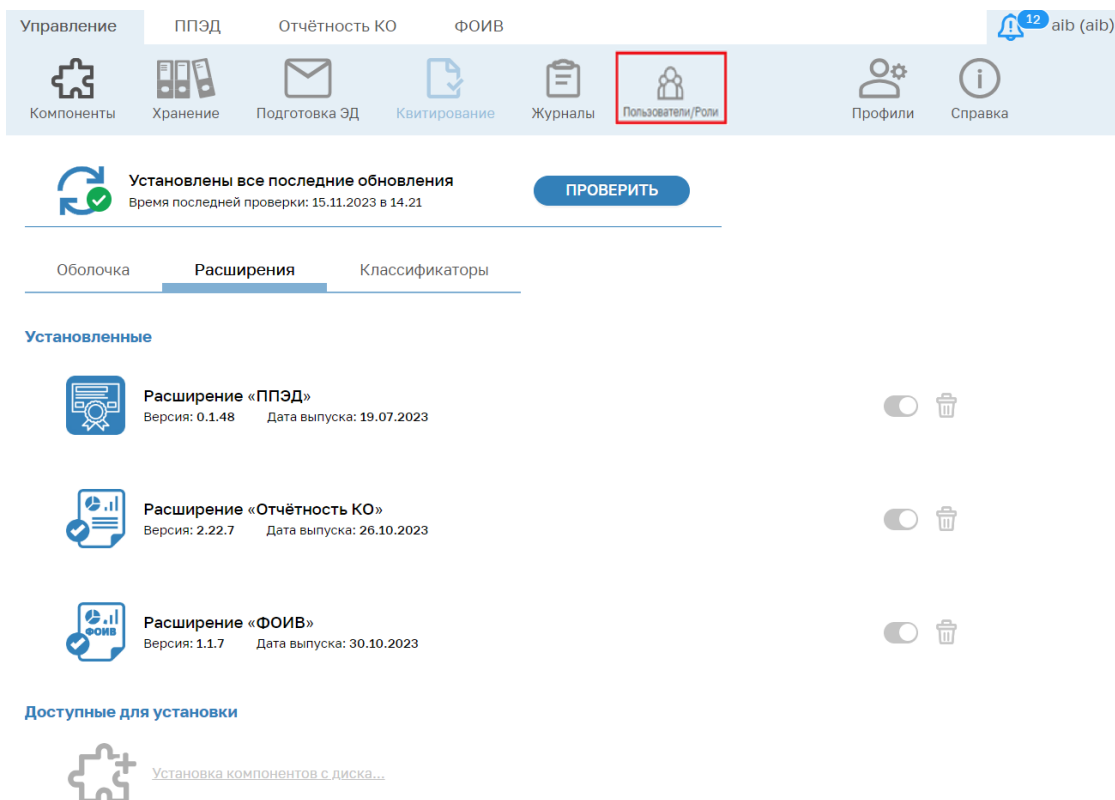 Управление ППЭД Отчётность КО ФОИВ 12 aib (aib)
Компоненты Хранение Подготовка ЭД Квитирование Журналы Пользователи/Роли Профили Справка
Установлены все последние обновления
Время последней проверки: 15.11.2023 в 14.21
ПРОВЕРИТЬ
Оболочка Расширения Классификаторы
Установленные
Расширение «ППЭД»
Версия: 0.1.48 Дата выпуска: 19.07.2023
Расширение «Отчётность КО»
Версия: 2.22.7 Дата выпуска: 26.10.2023
ФОИВ
Расширение «ФОИВ»
Версия: 1.1.7 Дата выпуска: 30.10.2023
Доступные для установки
Установка компонентов с диска...